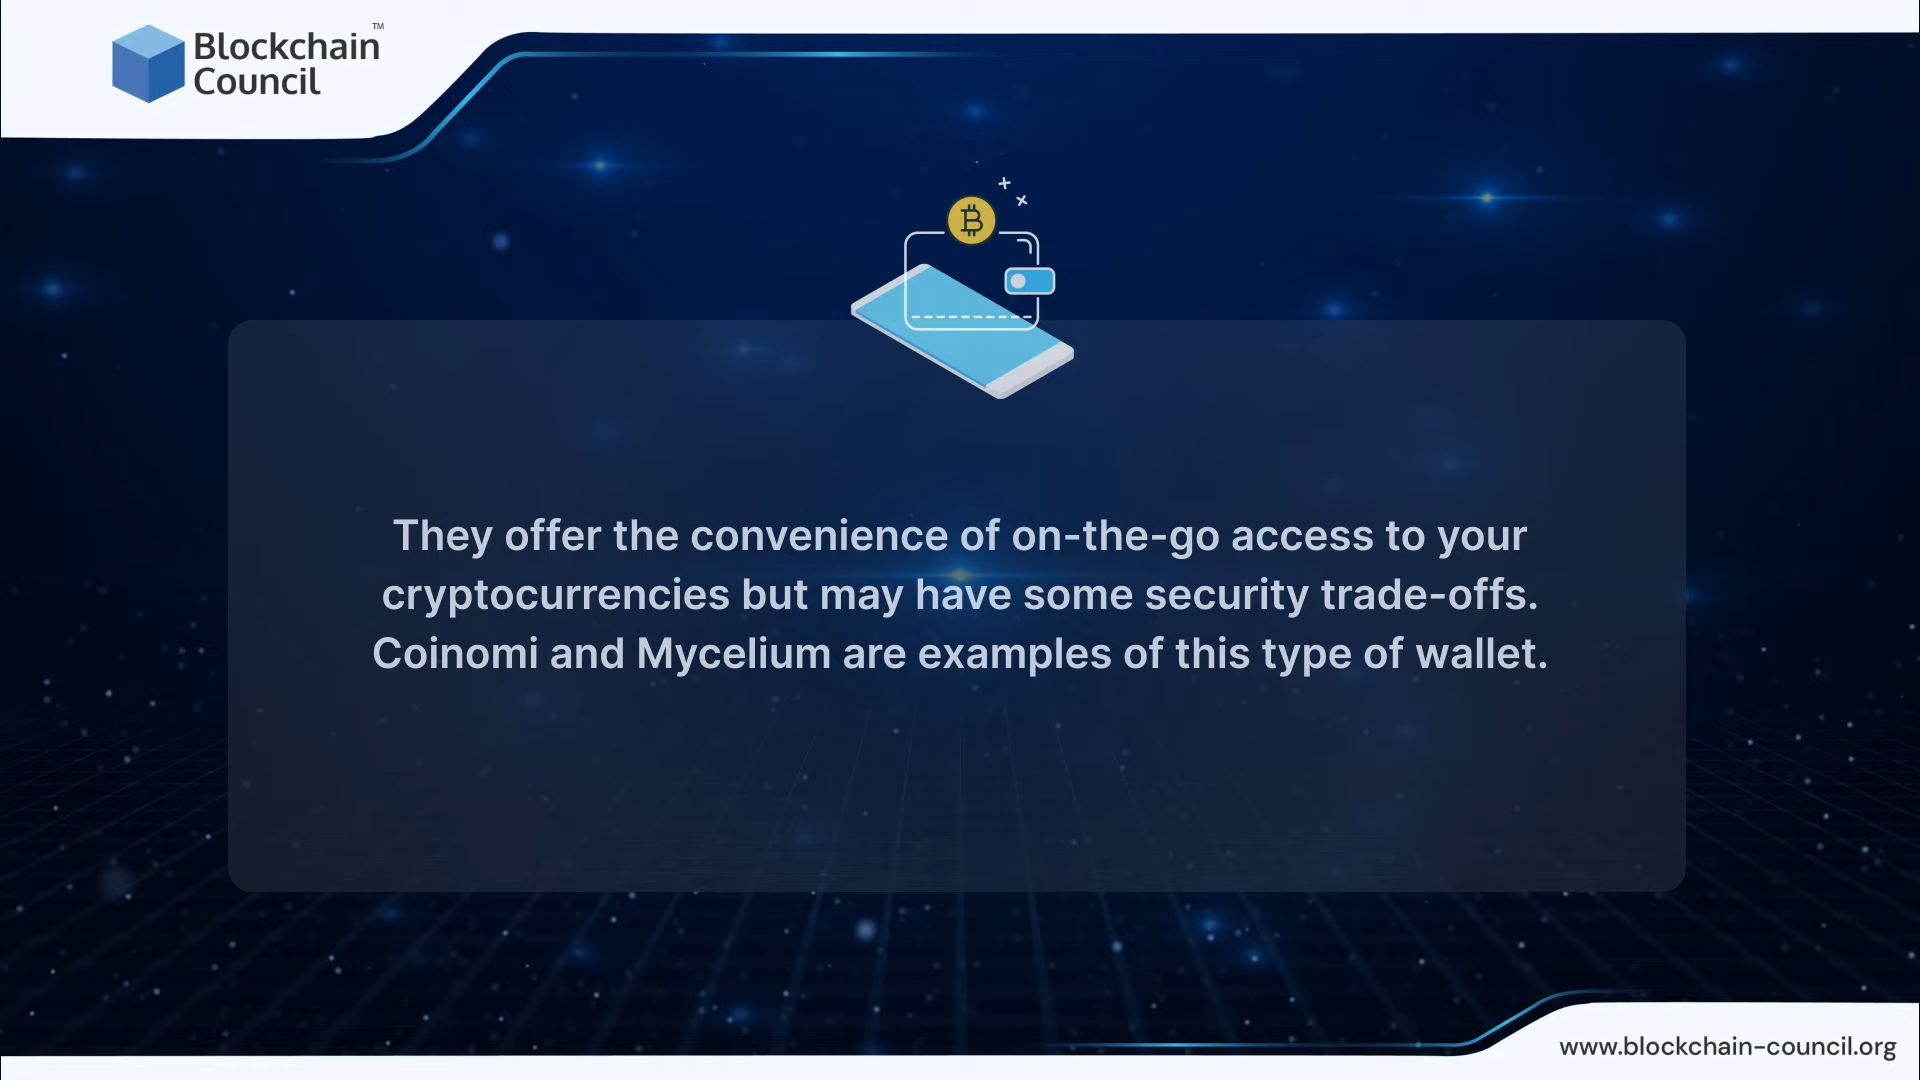 Blockchain™
Council
They offer the convenience of on-the-go access to your
cryptocurrencies but may have some security trade-offs.
Coinomi and Mycelium are examples of this type of wallet.
www.blockchain-council.org